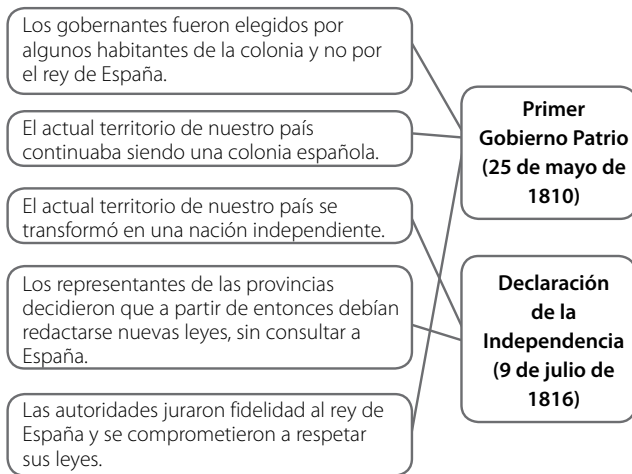 Los gobernantes fueron elegidos por
algunos habitantes de la colonia y no por
el rey de España.
El actual territorio de nuestro país
continuaba siendo una colonia española.
El actual territorio de nuestro país se
transformó en una nación independiente.
Los representantes de las provincias
decidieron que a partir de entonces debían
redactarse nuevas leyes, sin consultar a
España.
Las autoridades juraron fidelidad al rey de
España y se comprometieron a respetar
sus leyes.
Primer
Gobierno Patrio
(25 de mayo de
1810)
Declaración
de la
Independencia
(9 de julio de
1816)